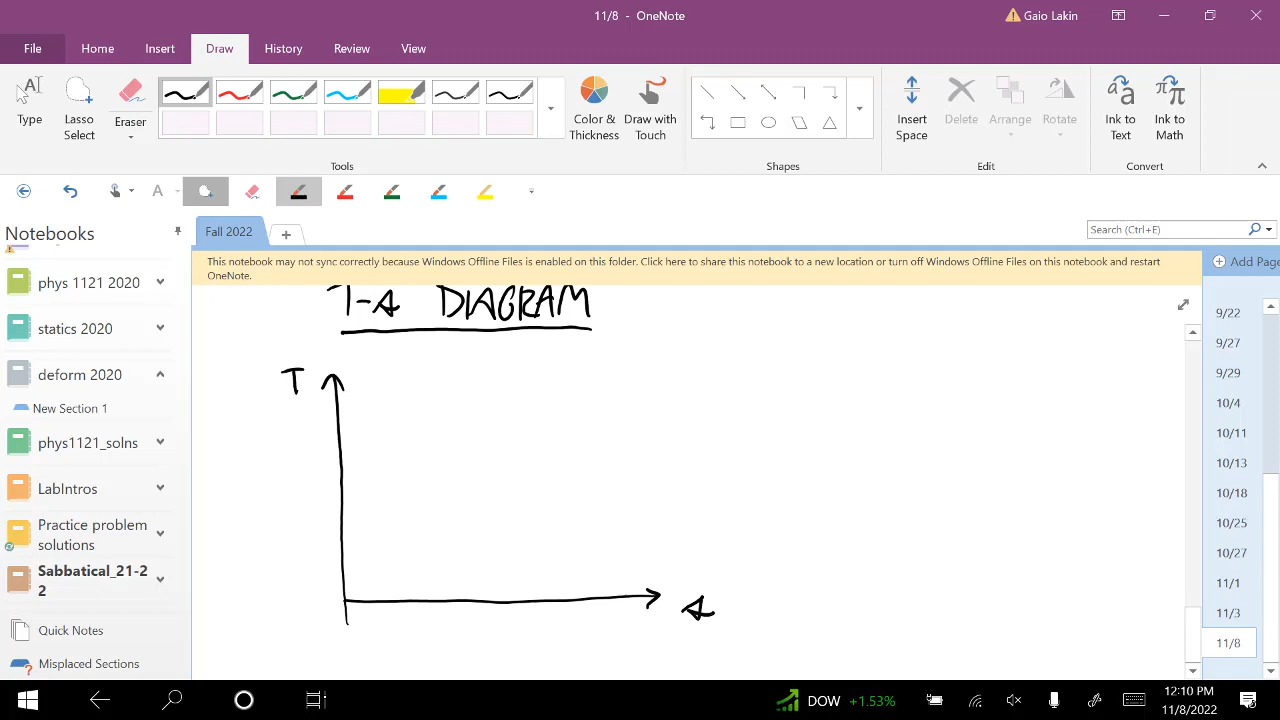 11/8 - OneNote
Gaio Lakin
File Home Insert Draw History Review View
Type
Lasso Select
Eraser
Color & Thickness
Draw with Touch
Insert Space
Delete
Arrange
Rotate
Ink to Text
Ink to Math
Tools
Shapes
Edit
Convert
Notebooks
Fall 2022
Search (Ctrl+E)
This notebook may not sync correctly because Windows Offline Files is enabled on this folder. Click here to share this notebook to a new location or turn off Windows Offline Files on this notebook and restart
OneNote.
Add Page
phys 1121 2020
statics 2020
deform 2020
New Section 1
phys1121_solns
LabIntros
Practice problem
solutions
Sabbatical_21-2
2
Quick Notes
Misplaced Sections
T-s DIAGRAM
T
s
9/22
9/27
9/29
10/4
10/11
10/13
10/18
10/25
10/27
11/1
11/3
11/8
DOW +1.53%
12:10 PM
11/8/2022